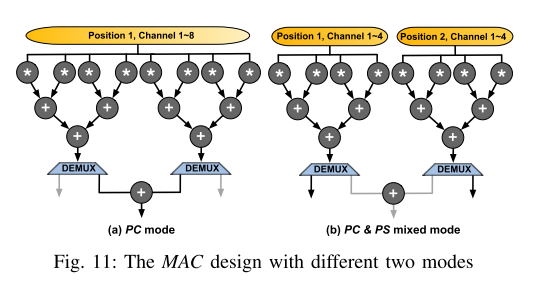 Position 1, Channel 1~8
Position 1, Channel 1~4
Position 2, Channel 1~4
* * * * * * * *
* * * * * * * *
+ + + +
+ + + +
+ +
+ +
DEMUX DEMUX
DEMUX DEMUX
+
+
(a) PC mode
(b) PC & PS mixed mode
Fig. 11: The MAC design with different two modes